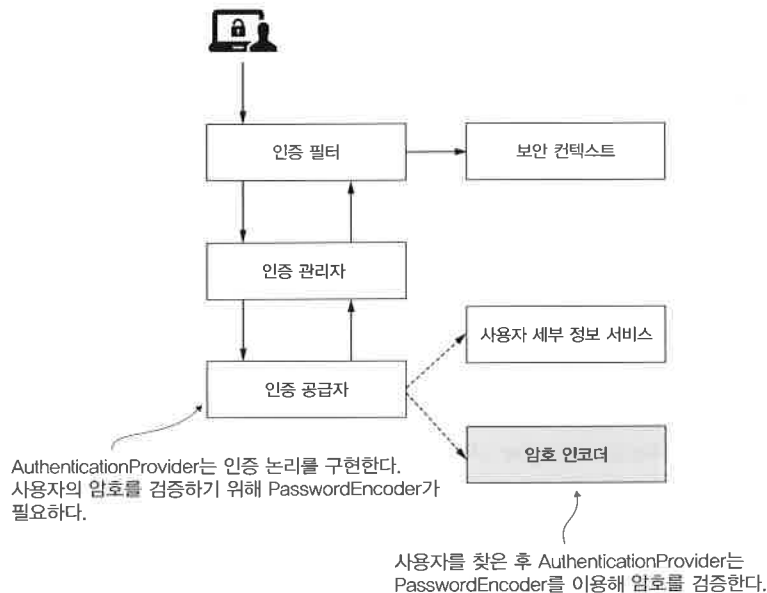 인증 필터
보안 컨텍스트
인증 관리자
사용자 세부 정보 서비스
인증 공급자
암호 인코더
AuthenticationProvider는 인증 논리를 구현한다.
사용자의 암호를 검증하기 위해 PasswordEncoder가
필요하다.
사용자를 찾은 후 AuthenticationProvider는
PasswordEncoder를 이용해 암호를 검증한다.